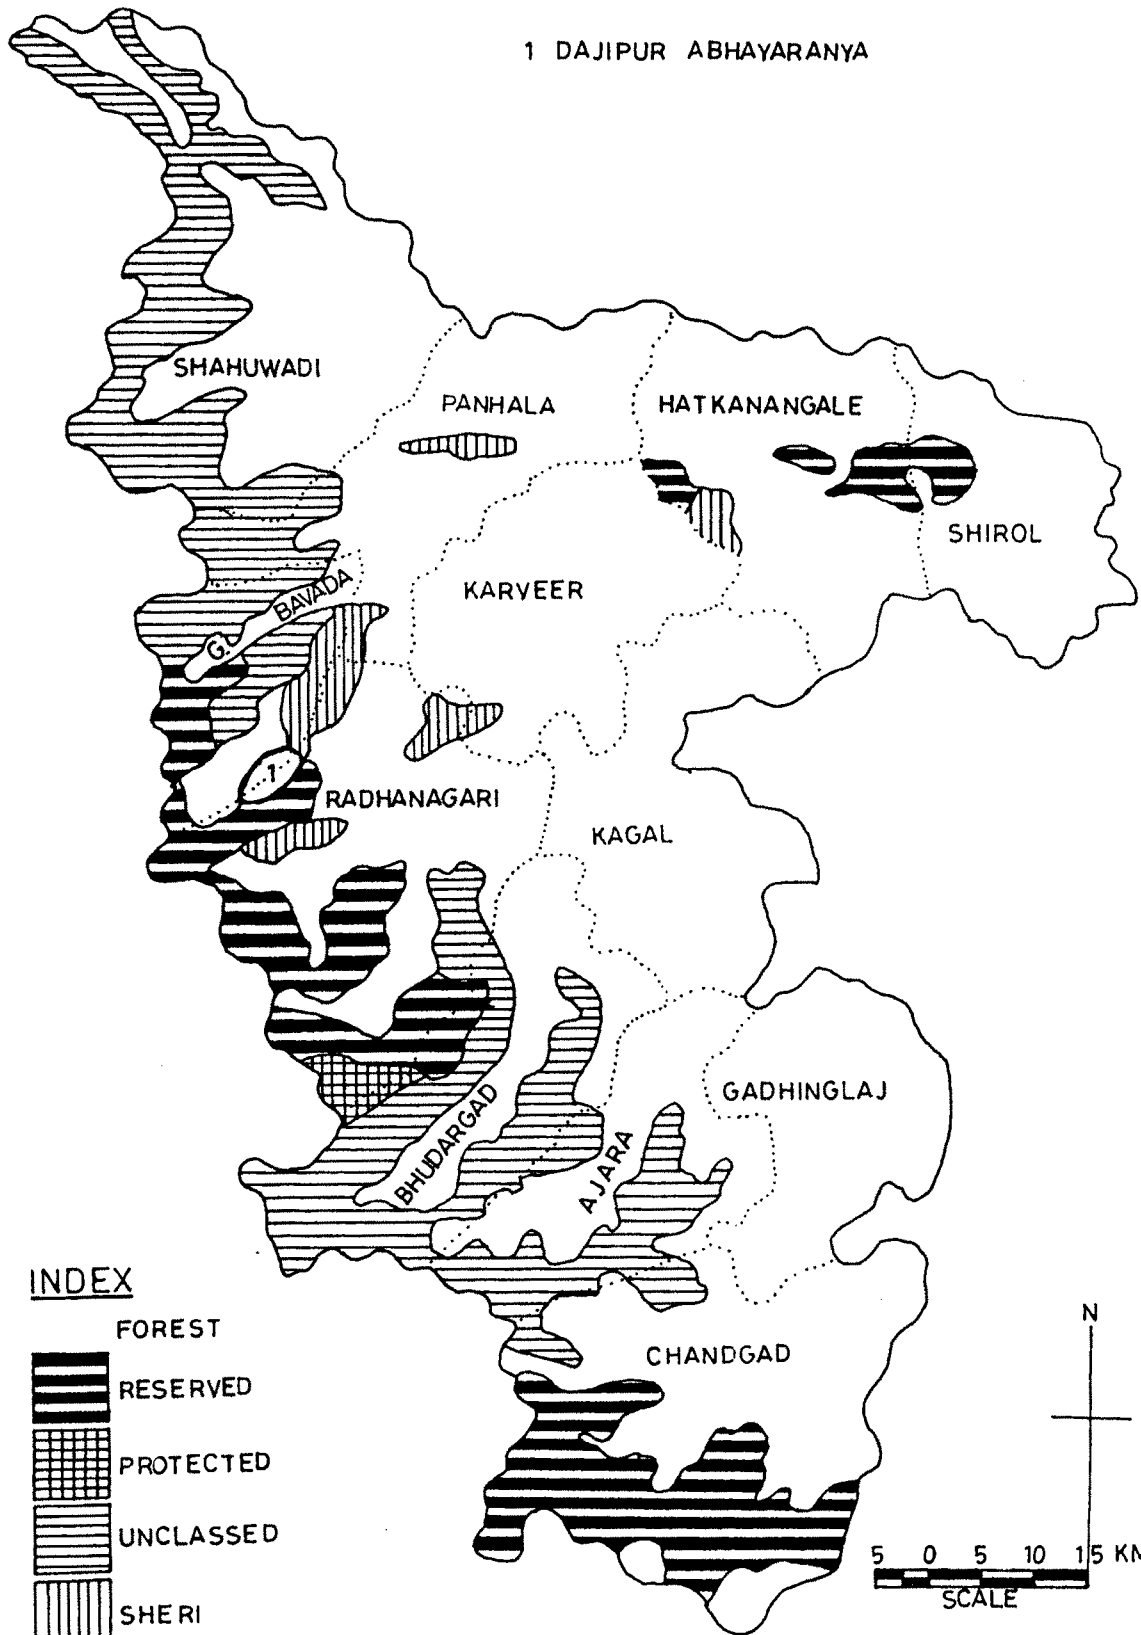 1 DAJIPUR ABHAYARANYA
SHAHUWADI
PANHALA
HATKANANGALE
SHIROL
KARVEER
G. BAVADA
1
RADHANAGARI
KAGAL
GADHINGLAJ
BHUDARGAD
AJARA
CHANDGAD
INDEX
FOREST
RESERVED
PROTECTED
UNCLASSED
SHERI
N
5 0 5 10 15 KM
SCALE